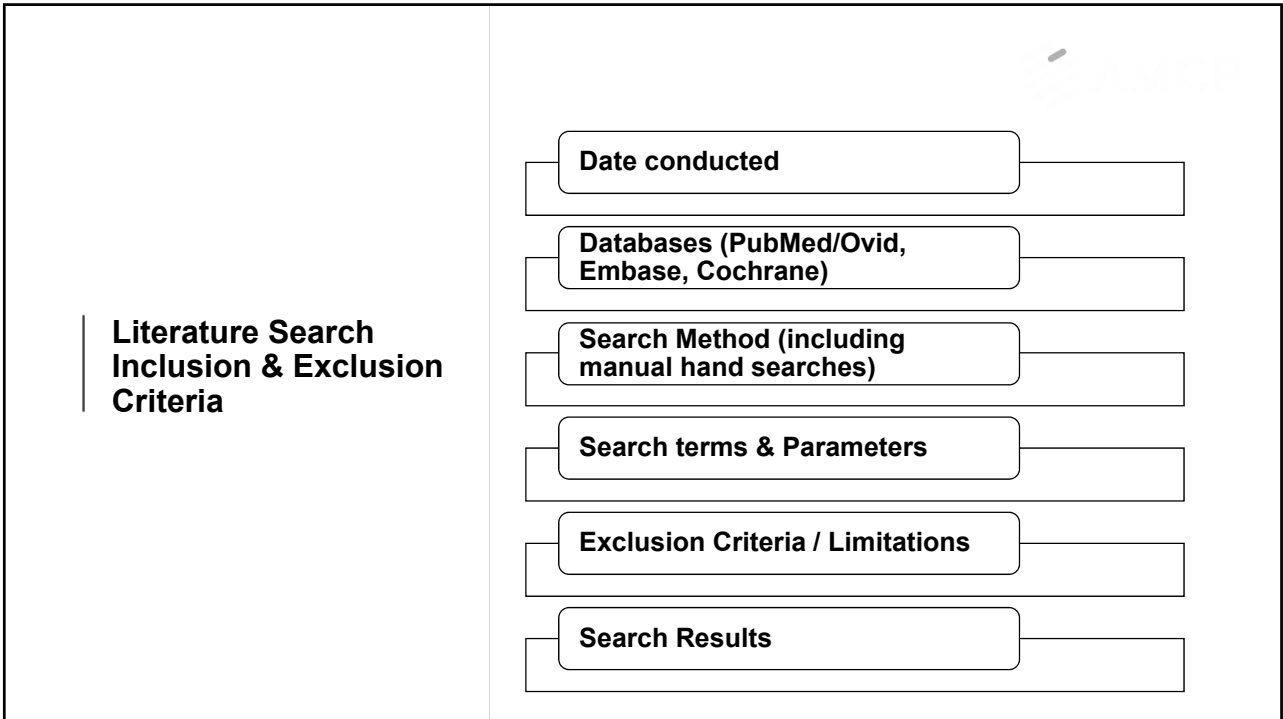 AMCP
Literature Search
Inclusion & Exclusion
Criteria
Date conducted
Databases (PubMed/Ovid,
Embase, Cochrane)
Search Method (including
manual hand searches)
Search terms & Parameters
Exclusion Criteria / Limitations
Search Results